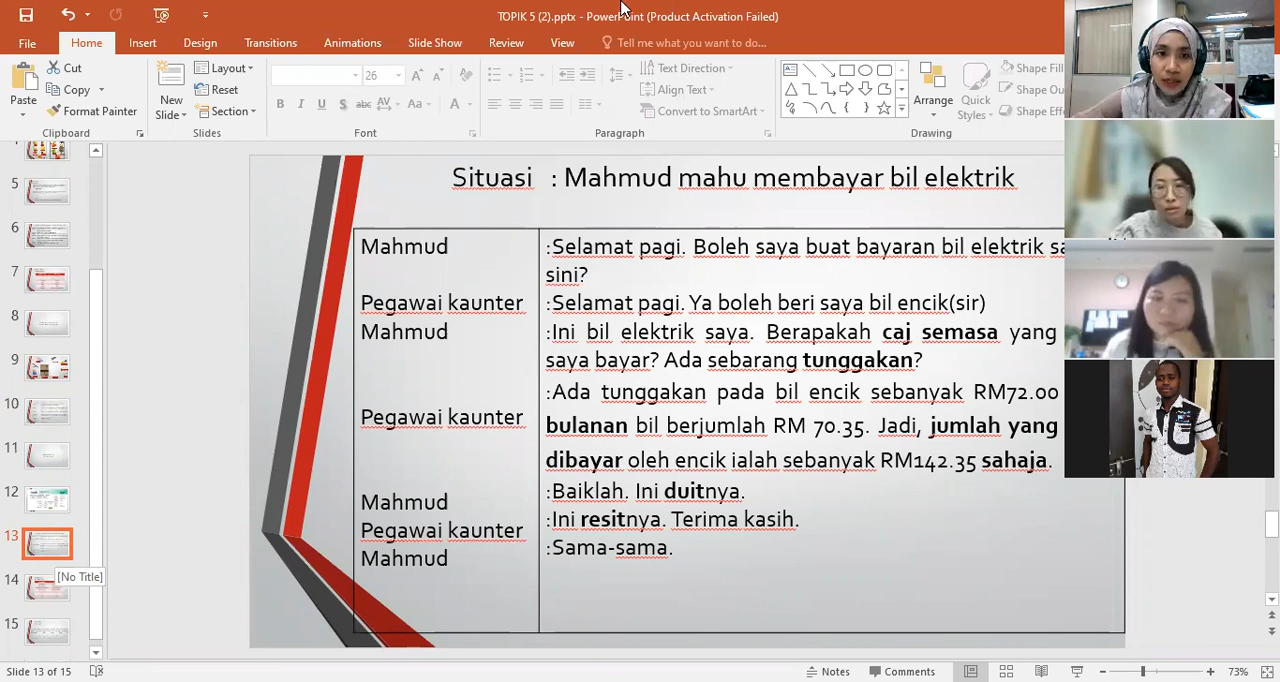 TOPIK 5 (2).pptx - PowerPoint (Product Activation Failed)
File Home Insert Design Transitions Animations Slide Show Review View Tell me what you want to do...
Paste
Cut
Copy
Format Painter
Clipboard
New Slide
Layout
Reset
Section
Slides
26
B I U S abc AV Aa A
Font
Text Direction
Align Text
Convert to SmartArt
Paragraph
Arrange
Quick Styles
Shape Fill
Shape
Shape
Drawing
5
6
7
8
9
10
11
12
13
[No Title]
14
15
Situasi : Mahmud mahu membayar bil elektrik
Mahmud :Selamat pagi. Boleh saya buat bayaran bil elektrik
sini?
Pegawai kaunter :Selamat pagi. Ya boleh beri saya bil encik(sir)
Mahmud :Ini bil elektrik saya. Berapakah caj semasa yang
saya bayar? Ada sebarang tunggakan?
:Ada tunggakan pada bil encik sebanyak RM72.00
Pegawai kaunter bulanan bil berjumlah RM 70.35. Jadi, jumlah yang
dibayar oleh encik ialah sebanyak RM142.35 sahaja.
Mahmud :Baiklah. Ini duitnya.
Pegawai kaunter :Ini resitnya. Terima kasih.
Mahmud :Sama-sama.
Slide 13 of 15 Notes Comments 73%